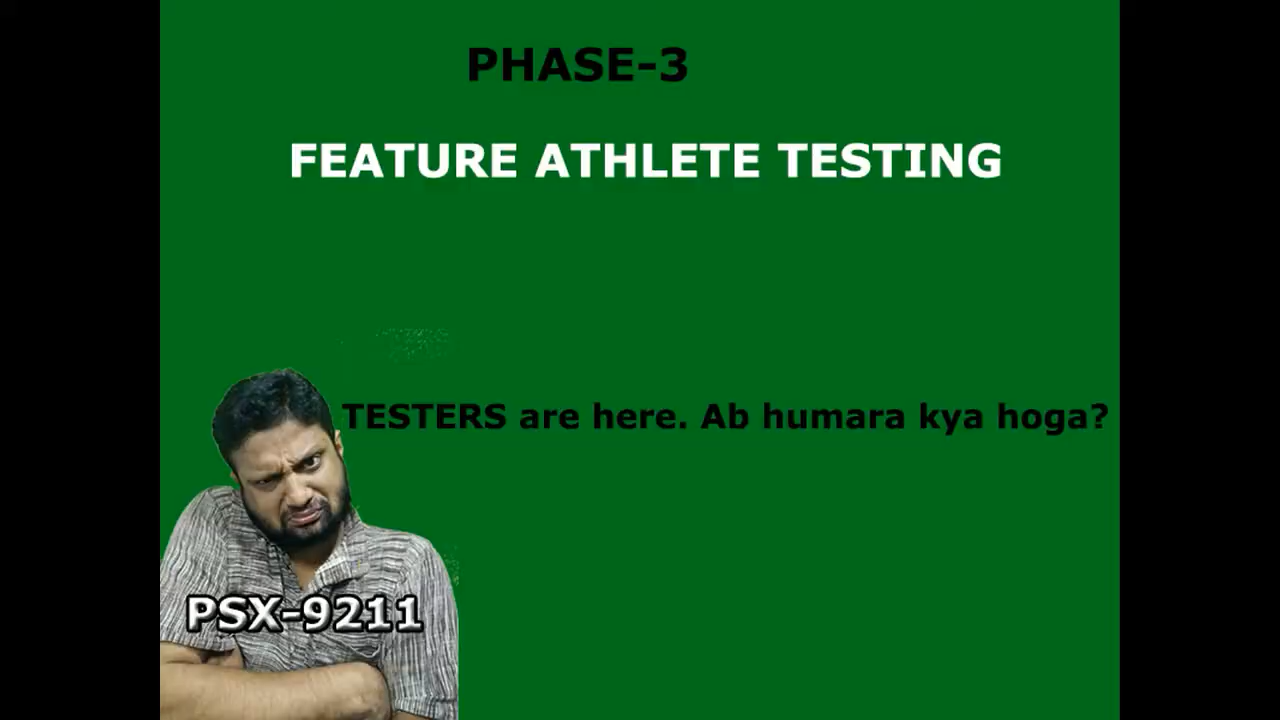 PHASE-3
FEATURE ATHLETE TESTING
TESTERS are here. Ab humara kya hoga?
PSX-9211